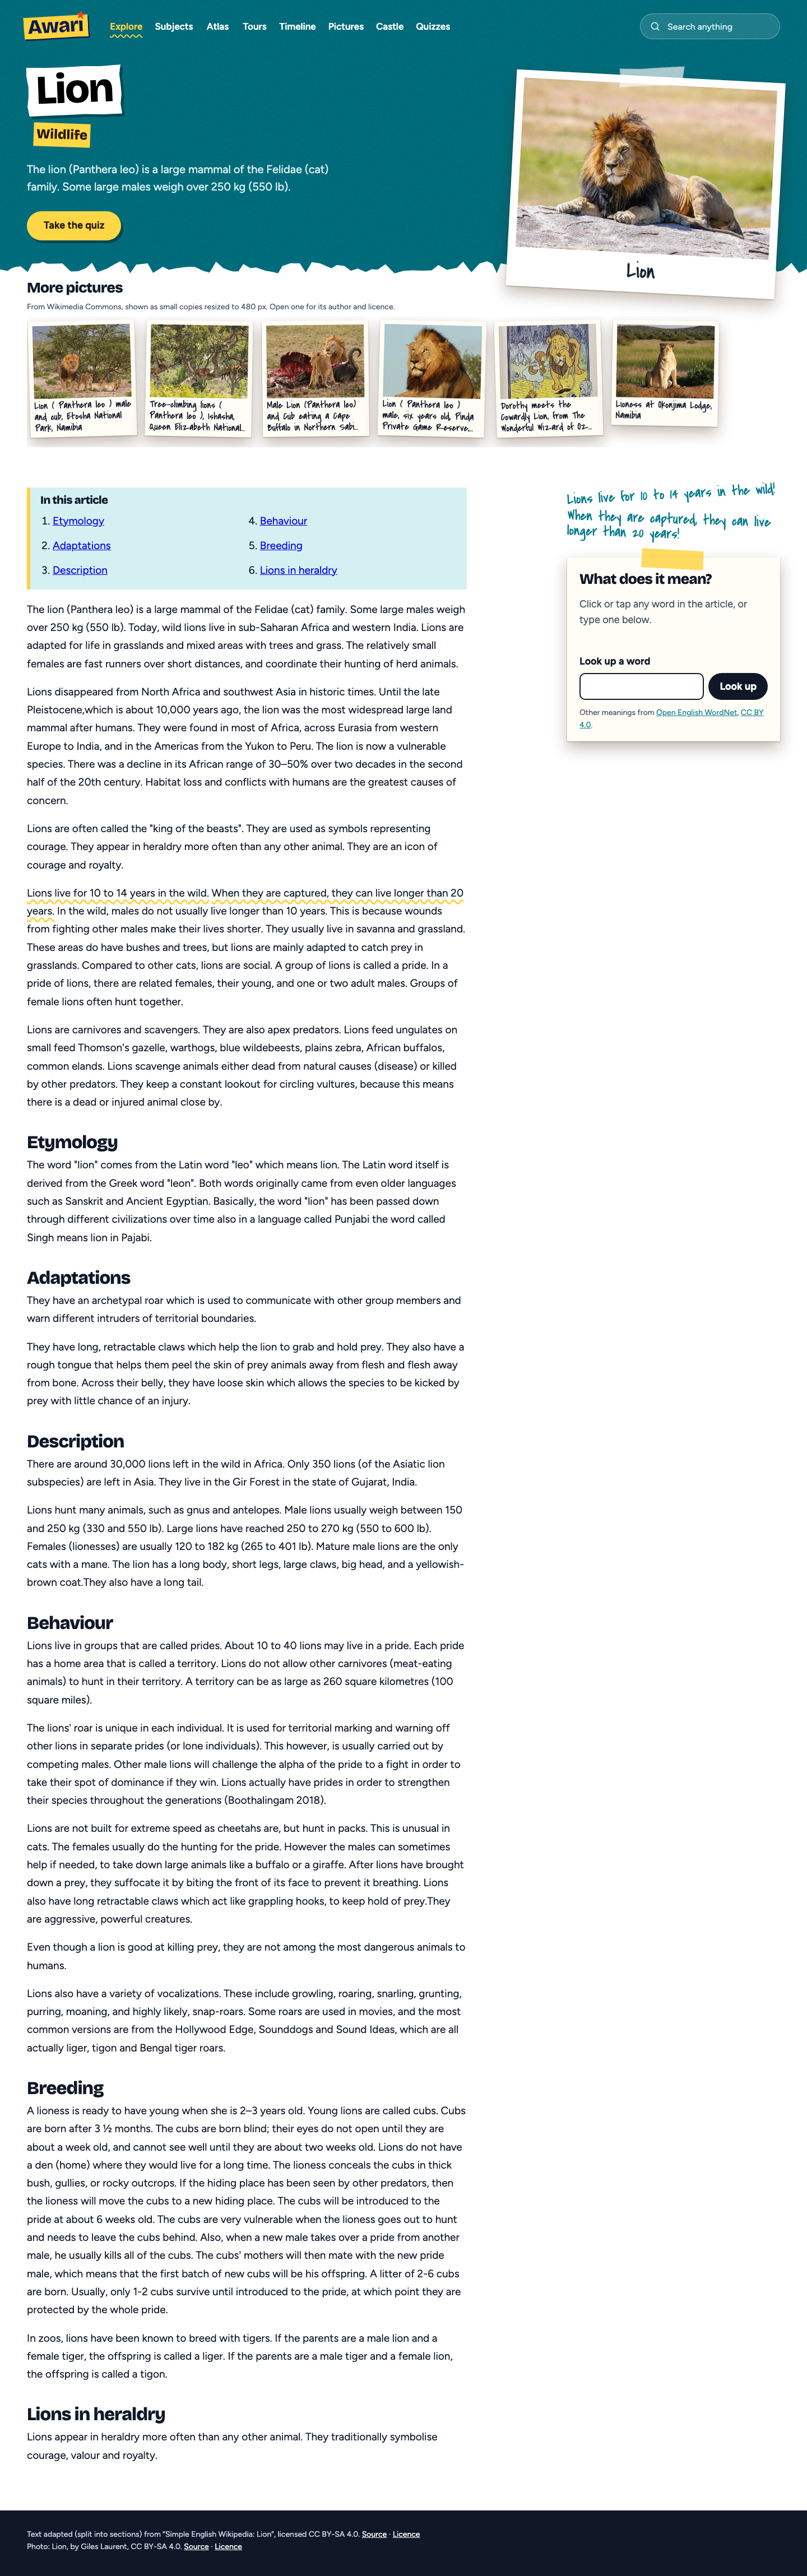 Awari
Explore Subjects Atlas Tours Timeline Pictures Castle Quizzes
Search anything
Lion
Wildlife
The lion (Panthera leo) is a large mammal of the Felidae (cat)
family. Some large males weigh over 250 kg (550 lb).
Take the quiz
Lion
More pictures
From Wikimedia Commons, shown as small copies resized to 480 px. Open one for its author and licence.
Lion ( Panthera leo ) male
and cub, Etosha National
Park, Namibia
Tree-climbing lions (
Panthera leo ), Ishasha,
Queen Elizabeth National…
Male Lion (Panthera leo)
and Cub eating a Cape
Buffalo in Northern Sabi…
Lion ( Panthera leo )
male, six years old, Pinda
Private Game Reserve,…
Dorothy meets the
Cowardly Lion, from The
Wonderful Wizard of Oz…
Lioness at Okonjima Lodge,
Namibia
In this article
1. Etymology
2. Adaptations
3. Description
4. Behaviour
5. Breeding
6. Lions in heraldry
The lion (Panthera leo) is a large mammal of the Felidae (cat) family. Some large males weigh
over 250 kg (550 lb). Today, wild lions live in sub-Saharan Africa and western India. Lions are
adapted for life in grasslands and mixed areas with trees and grass. The relatively small
females are fast runners over short distances, and coordinate their hunting of herd animals.
Lions disappeared from North Africa and southwest Asia in historic times. Until the late
Pleistocene,which is about 10,000 years ago, the lion was the most widespread large land
mammal after humans. They were found in most of Africa, across Eurasia from western
Europe to India, and in the Americas from the Yukon to Peru. The lion is now a vulnerable
species. There was a decline in its African range of 30–50% over two decades in the second
half of the 20th century. Habitat loss and conflicts with humans are the greatest causes of
concern.
Lions are often called the "king of the beasts". They are used as symbols representing
courage. They appear in heraldry more often than any other animal. They are an icon of
courage and royalty.
Lions live for 10 to 14 years in the wild. When they are captured, they can live longer than 20
years. In the wild, males do not usually live longer than 10 years. This is because wounds
from fighting other males make their lives shorter. They usually live in savanna and grassland.
These areas do have bushes and trees, but lions are mainly adapted to catch prey in
grasslands. Compared to other cats, lions are social. A group of lions is called a pride. In a
pride of lions, there are related females, their young, and one or two adult males. Groups of
female lions often hunt together.
Lions are carnivores and scavengers. They are also apex predators. Lions feed ungulates on
small feed Thomson's gazelle, warthogs, blue wildebeests, plains zebra, African buffalos,
common elands. Lions scavenge animals either dead from natural causes (disease) or killed
by other predators. They keep a constant lookout for circling vultures, because this means
there is a dead or injured animal close by.
Etymology
The word "lion" comes from the Latin word "leo" which means lion. The Latin word itself is
derived from the Greek word "leon". Both words originally came from even older languages
such as Sanskrit and Ancient Egyptian. Basically, the word "lion" has been passed down
through different civilizations over time also in a language called Punjabi the word called
Singh means lion in Pajabi.
Adaptations
They have an archetypal roar which is used to communicate with other group members and
warn different intruders of territorial boundaries.
They have long, retractable claws which help the lion to grab and hold prey. They also have a
rough tongue that helps them peel the skin of prey animals away from flesh and flesh away
from bone. Across their belly, they have loose skin which allows the species to be kicked by
prey with little chance of an injury.
Description
There are around 30,000 lions left in the wild in Africa. Only 350 lions (of the Asiatic lion
subspecies) are left in Asia. They live in the Gir Forest in the state of Gujarat, India.
Lions hunt many animals, such as gnus and antelopes. Male lions usually weigh between 150
and 250 kg (330 and 550 lb). Large lions have reached 250 to 270 kg (550 to 600 lb).
Females (lionesses) are usually 120 to 182 kg (265 to 401 lb). Mature male lions are the only
cats with a mane. The lion has a long body, short legs, large claws, big head, and a yellowish-
brown coat.They also have a long tail.
Behaviour
Lions live in groups that are called prides. About 10 to 40 lions may live in a pride. Each pride
has a home area that is called a territory. Lions do not allow other carnivores (meat-eating
animals) to hunt in their territory. A territory can be as large as 260 square kilometres (100
square miles).
The lions' roar is unique in each individual. It is used for territorial marking and warning off
other lions in separate prides (or lone individuals). This however, is usually carried out by
competing males. Other male lions will challenge the alpha of the pride to a fight in order to
take their spot of dominance if they win. Lions actually have prides in order to strengthen
their species throughout the generations (Boothalingam 2018).
Lions are not built for extreme speed as cheetahs are, but hunt in packs. This is unusual in
cats. The females usually do the hunting for the pride. However the males can sometimes
help if needed, to take down large animals like a buffalo or a giraffe. After lions have brought
down a prey, they suffocate it by biting the front of its face to prevent it breathing. Lions
also have long retractable claws which act like grappling hooks, to keep hold of prey.They
are aggressive, powerful creatures.
Even though a lion is good at killing prey, they are not among the most dangerous animals to
humans.
Lions also have a variety of vocalizations. These include growling, roaring, snarling, grunting,
purring, moaning, and highly likely, snap-roars. Some roars are used in movies, and the most
common versions are from the Hollywood Edge, Sounddogs and Sound Ideas, which are all
actually liger, tigon and Bengal tiger roars.
Breeding
A lioness is ready to have young when she is 2–3 years old. Young lions are called cubs. Cubs
are born after 3 ½ months. The cubs are born blind; their eyes do not open until they are
about a week old, and cannot see well until they are about two weeks old. Lions do not have
a den (home) where they would live for a long time. The lioness conceals the cubs in thick
bush, gullies, or rocky outcrops. If the hiding place has been seen by other predators, then
the lioness will move the cubs to a new hiding place. The cubs will be introduced to the
pride at about 6 weeks old. The cubs are very vulnerable when the lioness goes out to hunt
and needs to leave the cubs behind. Also, when a new male takes over a pride from another
male, he usually kills all of the cubs. The cubs' mothers will then mate with the new pride
male, which means that the first batch of new cubs will be his offspring. A litter of 2-6 cubs
are born. Usually, only 1-2 cubs survive until introduced to the pride, at which point they are
protected by the whole pride.
In zoos, lions have been known to breed with tigers. If the parents are a male lion and a
female tiger, the offspring is called a liger. If the parents are a male tiger and a female lion,
the offspring is called a tigon.
Lions in heraldry
Lions appear in heraldry more often than any other animal. They traditionally symbolise
courage, valour and royalty.
Lions live for 10 to 14 years in the wild!
When they are captured, they can live
longer than 20 years!
What does it mean?
Click or tap any word in the article, or
type one below.
Look up a word
Look up
Other meanings from Open English WordNet, CC BY
4.0.
Text adapted (split into sections) from “Simple English Wikipedia: Lion”, licensed CC BY-SA 4.0. Source · Licence
Photo: Lion, by Giles Laurent, CC BY-SA 4.0. Source · Licence